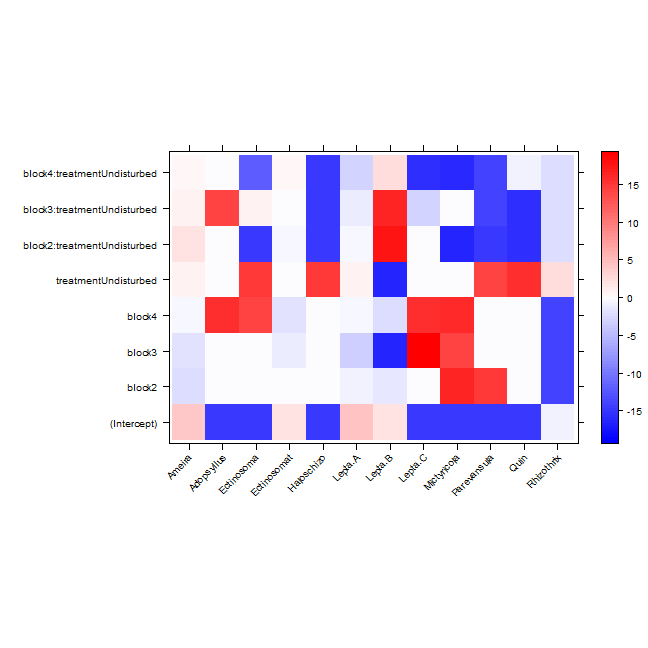 block4:treatmentUndisturbed
block3:treatmentUndisturbed
block2:treatmentUndisturbed
treatmentUndisturbed
block4
block3
block2
(Intercept)
Ameira
Adopsyllus
Ectinosoma
Ectinosomat
Haloschizo
Lepta.A
Lepta.B
Lepta.C
Mictyricola
Parevansula
Quin
Rhizothrix
15
10
5
0
-5
-10
-15